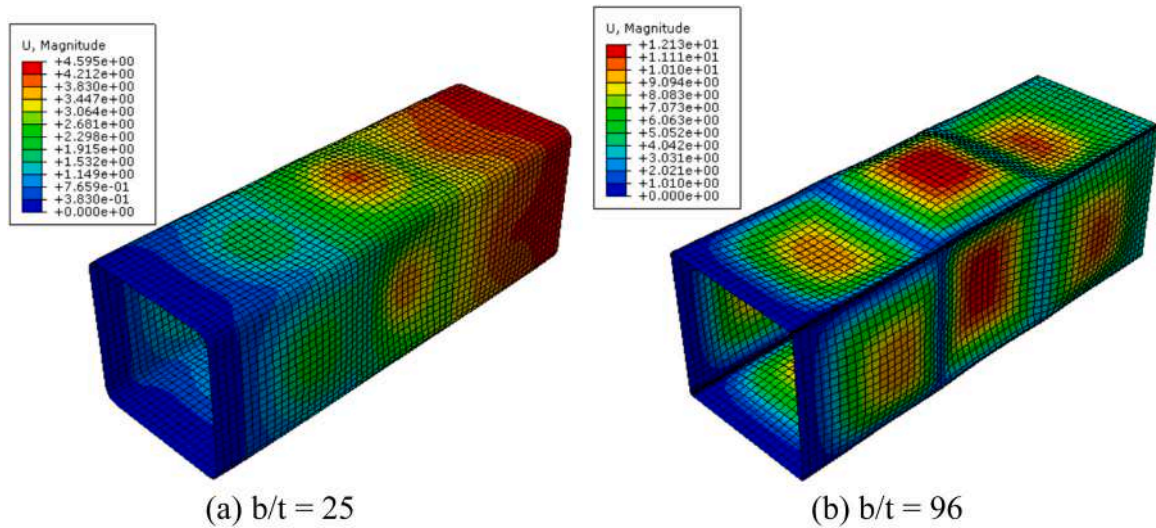 U, Magnitude
+4.595e+00
+4.212e+00
+3.830e+00
+3.447e+00
+3.064e+00
+2.681e+00
+2.298e+00
+1.915e+00
+1.532e+00
+1.149e+00
+7.659e-01
+3.830e-01
+0.000e+00
U, Magnitude
+1.213e+01
+1.111e+01
+1.010e+01
+9.094e+00
+8.083e+00
+7.073e+00
+6.063e+00
+5.052e+00
+4.042e+00
+3.031e+00
+2.021e+00
+1.010e+00
+0.000e+00
(a) b/t = 25
(b) b/t = 96